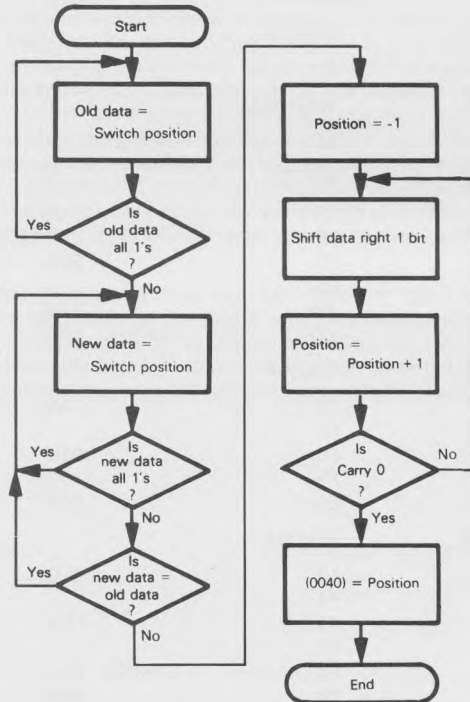 Start
Old data =
Switch position
Is
old data
all 1's
?
Yes
No
New data =
Switch position
Is
new data
all 1's
?
Yes
No
Is
new data =
old data
?
Yes
No
Position = -1
Shift data right 1 bit
Position =
Position + 1
Is
Carry 0
?
No
Yes
(0040) = Position
End